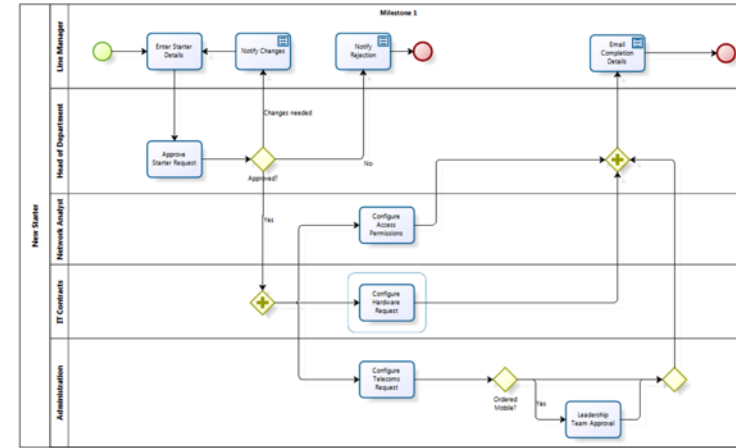 Milestone 1
New Starter
Line Manager
Enter Starter
Details
Notify Changes
Notify
Rejection
Email
Completion
Details
Head of Department
Changes needed
Approve
Starter Request
Approved?
No
Yes
Network Analyst
Configure
Access
Permissions
IT Contracts
Configure
Hardware
Request
Administration
Configure
Telecoms
Request
Ordered
Mobile?
Yes
Leadership
Team Approval